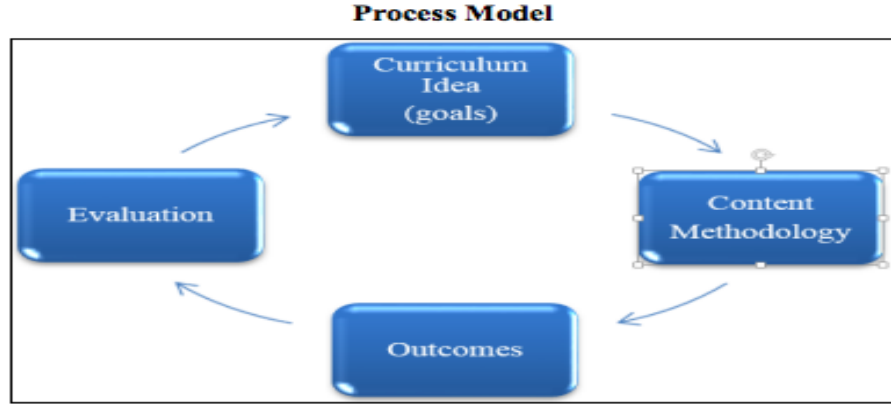 Process Model
Curriculum
Idea
(goals)
Content
Methodology
Outcomes
Evaluation